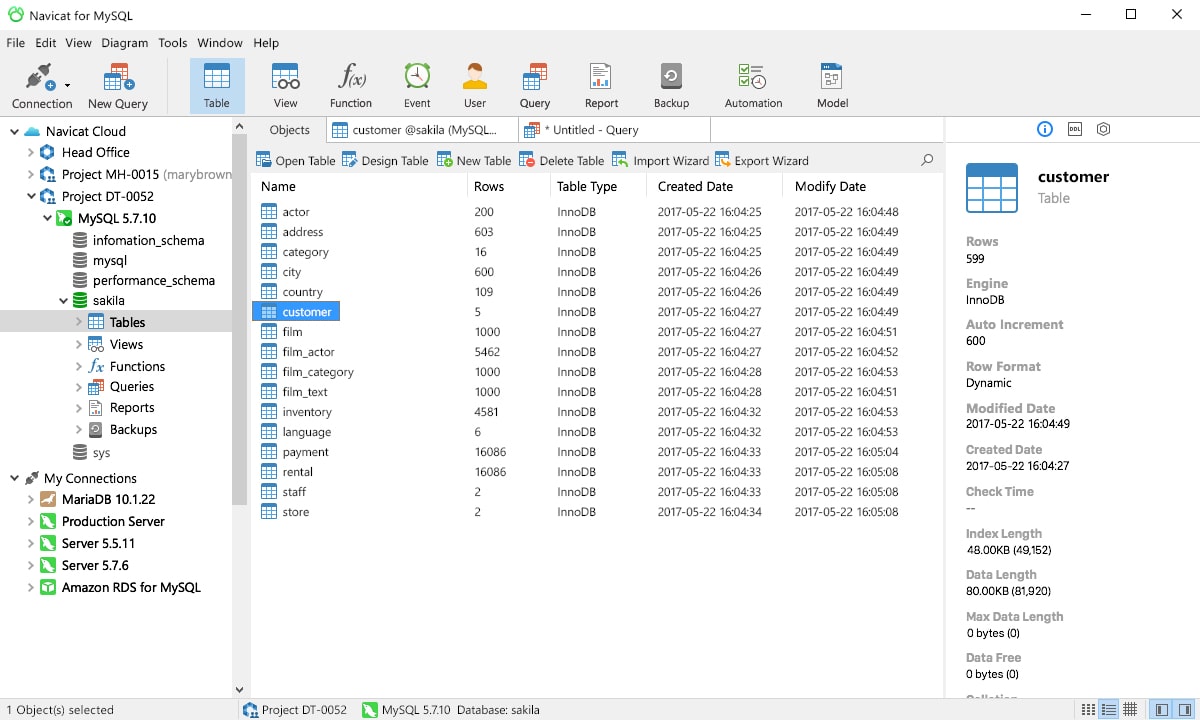 Navicat for MySQL
File Edit View Diagram Tools Window Help
Connection New Query Table View Function Event User Query Report Backup Automation Model
f(x)
Navicat Cloud
Head Office
Project MH-0015 (marybrown
Project DT-0052
MySQL 5.7.10
infomation_schema
mysql
performance_schema
sakila
Tables
Views
fx Functions
Queries
Reports
Backups
sys
My Connections
MariaDB 10.1.22
Production Server
Server 5.5.11
Server 5.7.6
Amazon RDS for MySQL
Objects customer @sakila (MySQL... * Untitled - Query
Open Table Design Table New Table Delete Table Import Wizard Export Wizard
Name Rows Table Type Created Date Modify Date
actor 200 InnoDB 2017-05-22 16:04:25 2017-05-22 16:04:48
address 603 InnoDB 2017-05-22 16:04:25 2017-05-22 16:04:49
category 16 InnoDB 2017-05-22 16:04:25 2017-05-22 16:04:49
city 600 InnoDB 2017-05-22 16:04:26 2017-05-22 16:04:49
country 109 InnoDB 2017-05-22 16:04:26 2017-05-22 16:04:49
customer 5 InnoDB 2017-05-22 16:04:27 2017-05-22 16:04:49
film 1000 InnoDB 2017-05-22 16:04:27 2017-05-22 16:04:51
film_actor 5462 InnoDB 2017-05-22 16:04:27 2017-05-22 16:04:52
film_category 1000 InnoDB 2017-05-22 16:04:28 2017-05-22 16:04:53
film_text 1000 InnoDB 2017-05-22 16:04:28 2017-05-22 16:04:51
inventory 4581 InnoDB 2017-05-22 16:04:32 2017-05-22 16:04:53
language 6 InnoDB 2017-05-22 16:04:32 2017-05-22 16:04:53
payment 16086 InnoDB 2017-05-22 16:04:33 2017-05-22 16:05:04
rental 16086 InnoDB 2017-05-22 16:04:33 2017-05-22 16:05:08
staff 2 InnoDB 2017-05-22 16:04:33 2017-05-22 16:05:08
store 2 InnoDB 2017-05-22 16:04:34 2017-05-22 16:05:08
DDL
customer
Table
Rows
599
Engine
InnoDB
Auto Increment
600
Row Format
Dynamic
Modified Date
2017-05-22 16:04:49
Created Date
2017-05-22 16:04:27
Check Time
--
Index Length
48.00KB (49,152)
Data Length
80.00KB (81,920)
Max Data Length
0 bytes (0)
Data Free
0 bytes (0)
1 Object(s) selected Project DT-0052 MySQL 5.7.10 Database: sakila